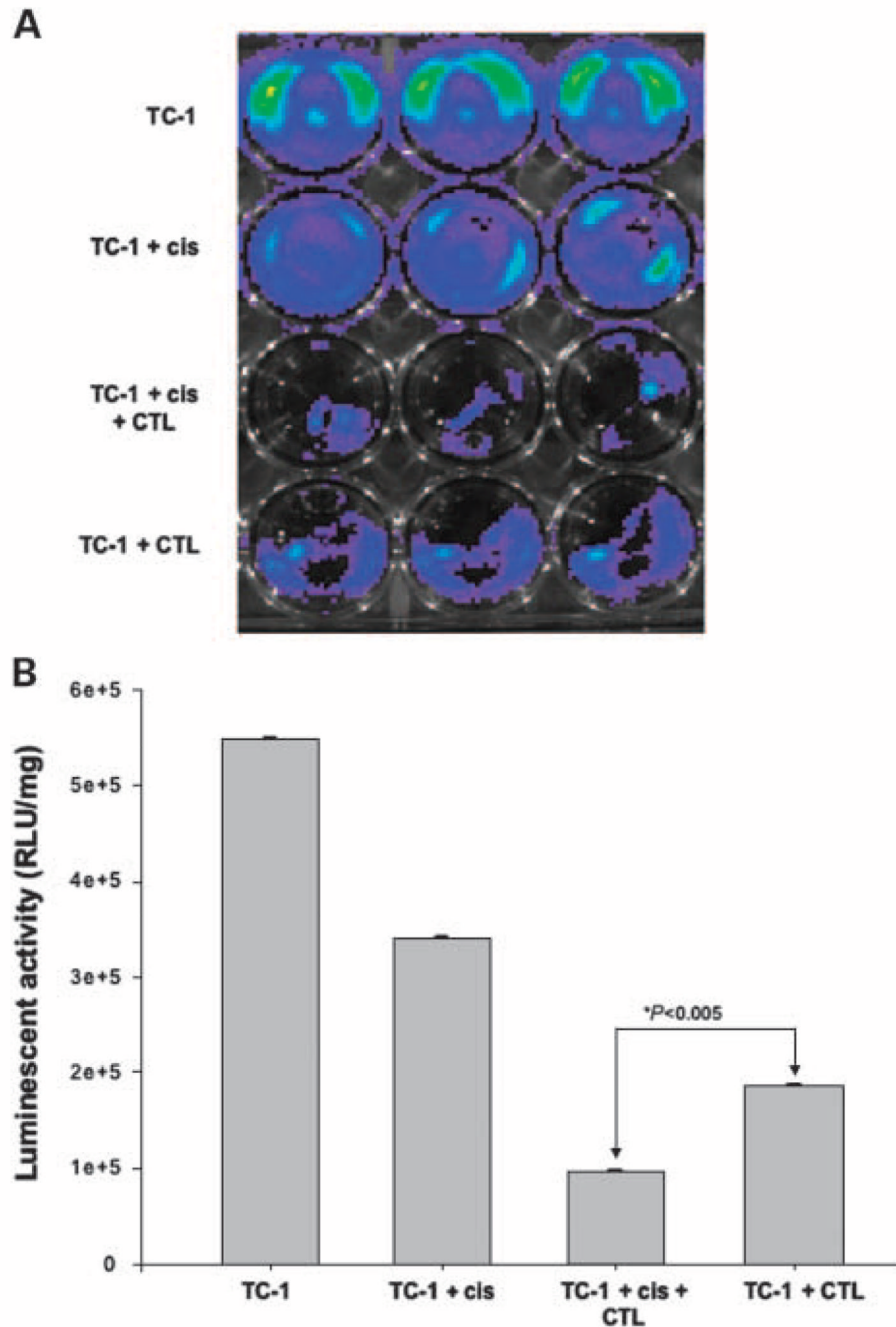 A
TC-1
TC-1 + cis
TC-1 + cis
+ CTL
TC-1 + CTL
B
Luminescent activity (RLU/mg)
6e+5
5e+5
4e+5
3e+5
2e+5
1e+5
0
*P<0.005
TC-1
TC-1 + cis
TC-1 + cis +
CTL
TC-1 + CTL